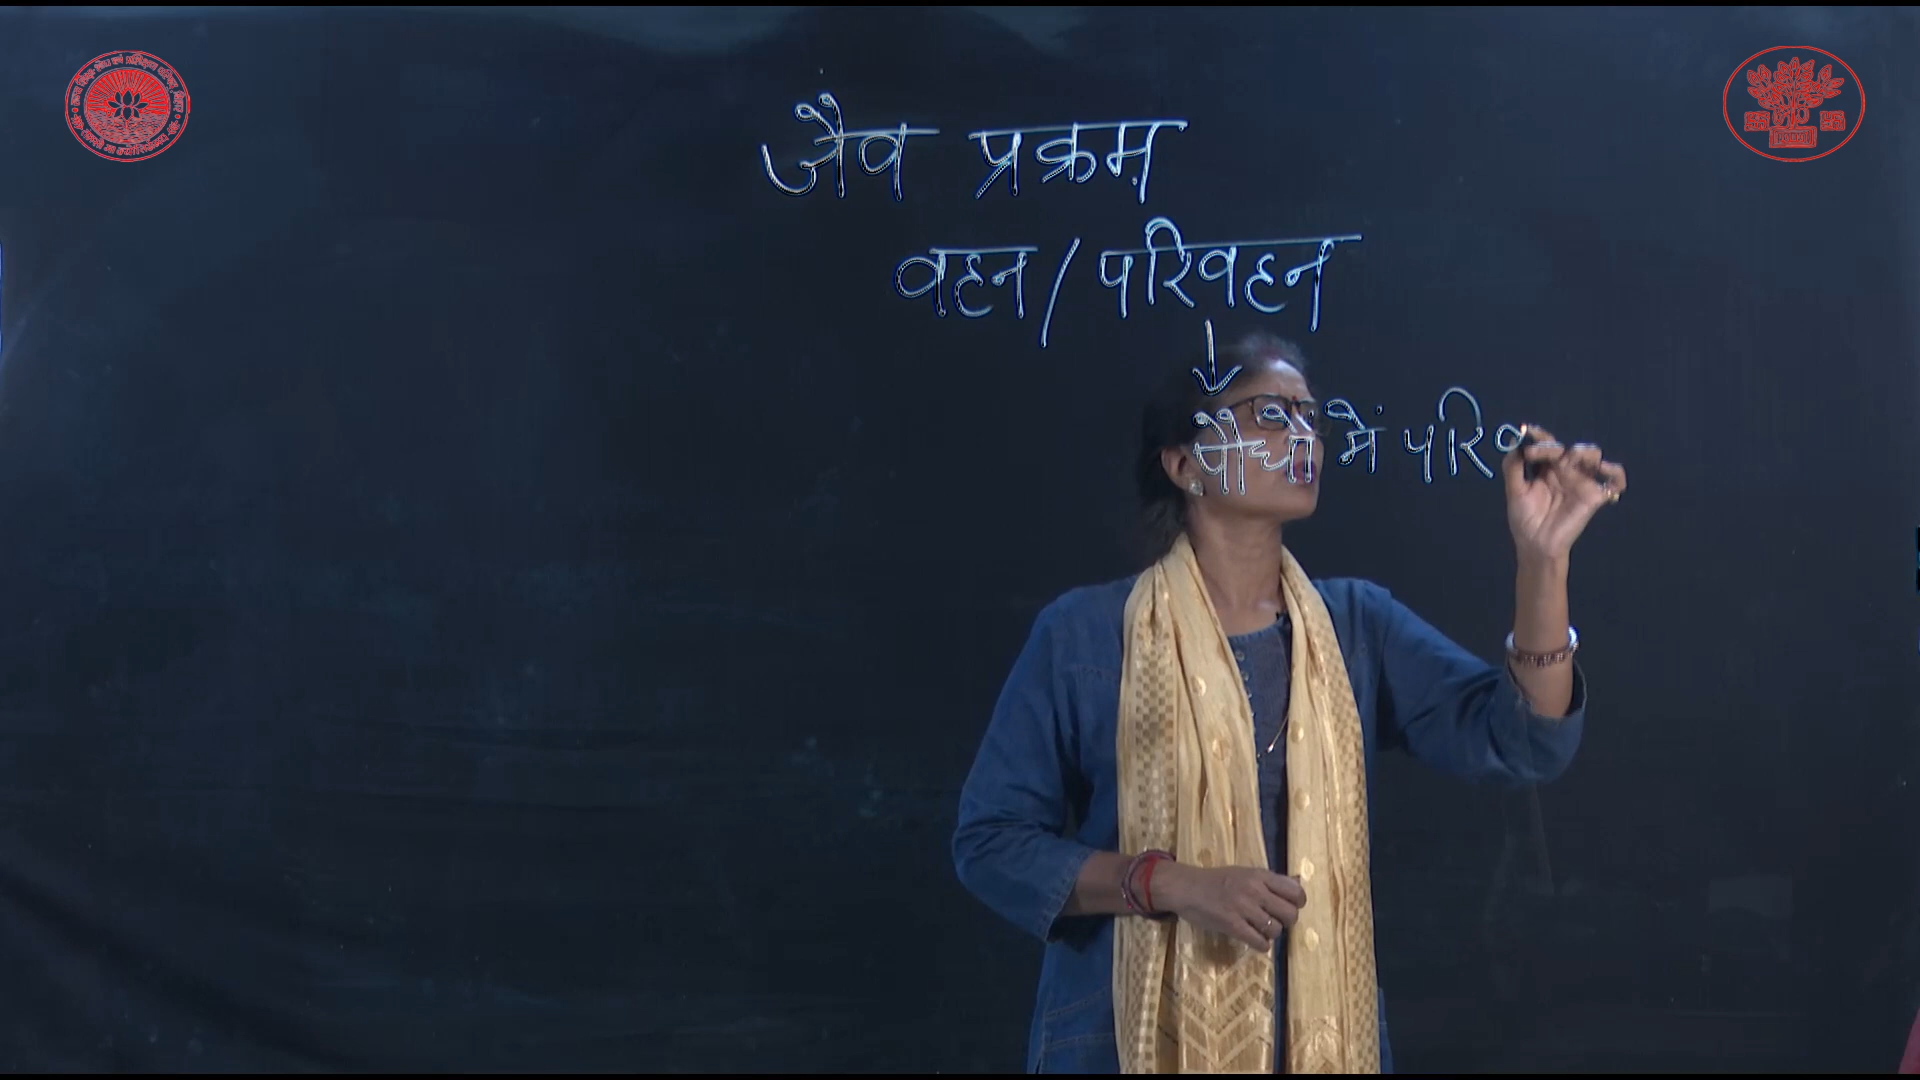 जैव प्रक्रम
वहन / परिवहन
पौधों में परिव